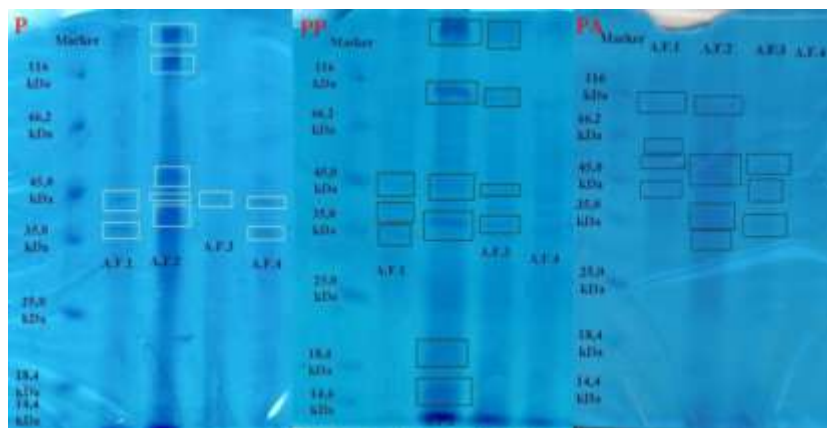 P
Marker
116
kDa
66,2
kDa
45,0
kDa
35,0
kDa
25,0
kDa
18,4
kDa
14,4
kDa
A.F.1
A.F.2
A.F.3
A.F.4
PP
Marker
116
kDa
66,2
kDa
45,0
kDa
35,0
kDa
25,0
kDa
18,4
kDa
14,4
kDa
A.F.1
A.F.3
A.F.4
PA
Marker
A.F.1
A.F.2
A.F.3
A.F.4
116
kDa
66,2
kDa
45,0
kDa
35,0
kDa
25,0
kDa
18,4
kDa
14,4
kDa